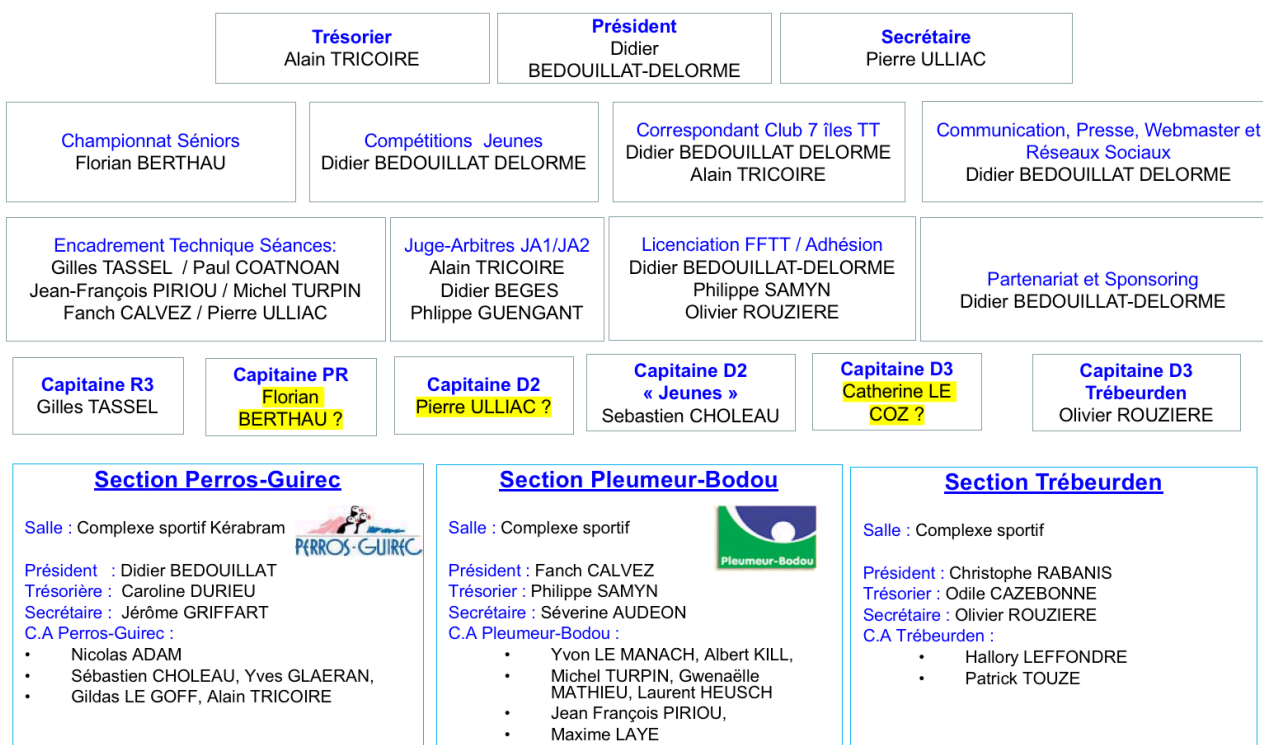 Trésorier
Alain TRICOIRE
Président
Didier
BEDOUILLAT-DELORME
Secrétaire
Pierre ULLIAC
Championnat Séniors
Florian BERTHAU
Compétitions  Jeunes
Didier BEDOUILLAT DELORME
Correspondant Club 7 îles TT
Didier BEDOUILLAT DELORME
Alain TRICOIRE
Communication, Presse, Webmaster et
Réseaux Sociaux
Didier BEDOUILLAT DELORME
Encadrement Technique Séances:
Gilles TASSEL  / Paul COATNOAN
Jean-François PIRIOU / Michel TURPIN
Fanch CALVEZ / Pierre ULLIAC
Juge-Arbitres JA1/JA2
Alain TRICOIRE
Didier BEGES
Phlippe GUENGANT
Licenciation FFTT / Adhésion
Didier BEDOUILLAT-DELORME
Philippe SAMYN
Olivier ROUZIERE
Partenariat et Sponsoring
Didier BEDOUILLAT-DELORME
Capitaine R3
Gilles TASSEL
Capitaine PR
Florian
BERTHAU ?
Capitaine D2
Pierre ULLIAC ?
Capitaine D2
« Jeunes »
Sebastien CHOLEAU
Capitaine D3
Catherine LE
COZ ?
Capitaine D3
Trébeurden
Olivier ROUZIERE
Section Perros-Guirec
Salle : Complexe sportif Kérabram
PERROS-GUIREC
Président   : Didier BEDOUILLAT
Trésorière :  Caroline DURIEU
Secrétaire :  Jérôme GRIFFART
C.A Perros-Guirec :
• Nicolas ADAM
• Sébastien CHOLEAU, Yves GLAERAN,
• Gildas LE GOFF, Alain TRICOIRE
Section Pleumeur-Bodou
Salle : Complexe sportif
Pleumeur-Bodou
Président : Fanch CALVEZ
Trésorier : Philippe SAMYN
Secrétaire : Séverine AUDEON
C.A Pleumeur-Bodou :
• Yvon LE MANACH, Albert KILL,
• Michel TURPIN, Gwenaëlle
MATHIEU, Laurent HEUSCH
• Jean François PIRIOU,
• Maxime LAYE
Section Trébeurden
Salle : Complexe sportif
Président : Christophe RABANIS
Trésorier : Odile CAZEBONNE
Secrétaire : Olivier ROUZIERE
C.A Trébeurden :
• Hallory LEFFONDRE
• Patrick TOUZE